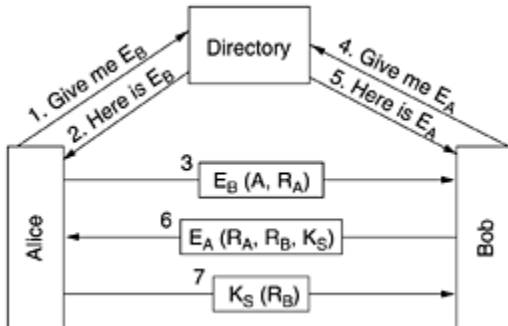 Directory
1. Give me E_B
2. Here is E_B
4. Give me E_A
5. Here is E_A
Alice
Bob
3
E_B (A, R_A)
6
E_A (R_A, R_B, K_S)
7
K_S (R_B)